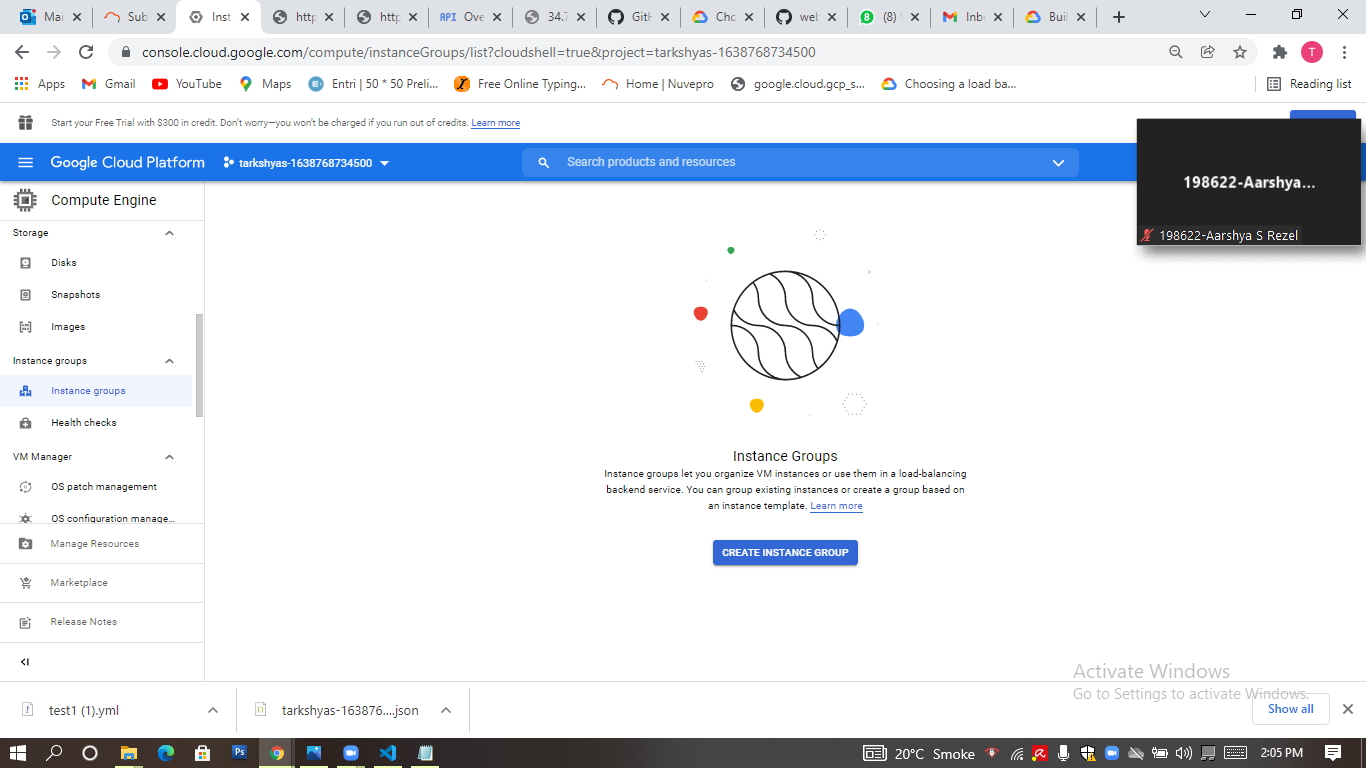 Mai
Sub
Inst
http
http
API Ove
34.7
Gith
Cho
web
8 (8)
Inbo
Buil
console.cloud.google.com/compute/instanceGroups/list?cloudshell=true&project=tarkshyas-1638768734500
T
Apps
Gmail
YouTube
Maps
Entri | 50 * 50 Preli...
Free Online Typing...
Home | Nuvepro
google.cloud.gcp_s...
Choosing a load ba...
Reading list
Start your Free Trial with $300 in credit. Don't worry—you won't be charged if you run out of credits. Learn more
Google Cloud Platform
tarkshyas-1638768734500
Search products and resources
198622-Aarshya...
198622-Aarshya S Rezel
Compute Engine
Storage
Disks
Snapshots
Images
Instance groups
Instance groups
Health checks
VM Manager
OS patch management
OS configuration manage...
Manage Resources
Marketplace
Release Notes
Instance Groups
Instance groups let you organize VM instances or use them in a load-balancing
backend service. You can group existing instances or create a group based on
an instance template. Learn more
CREATE INSTANCE GROUP
Activate Windows
Go to Settings to activate Windows.
test1 (1).yml
tarkshyas-163876....json
Show all
Ps
20°C Smoke
2:05 PM